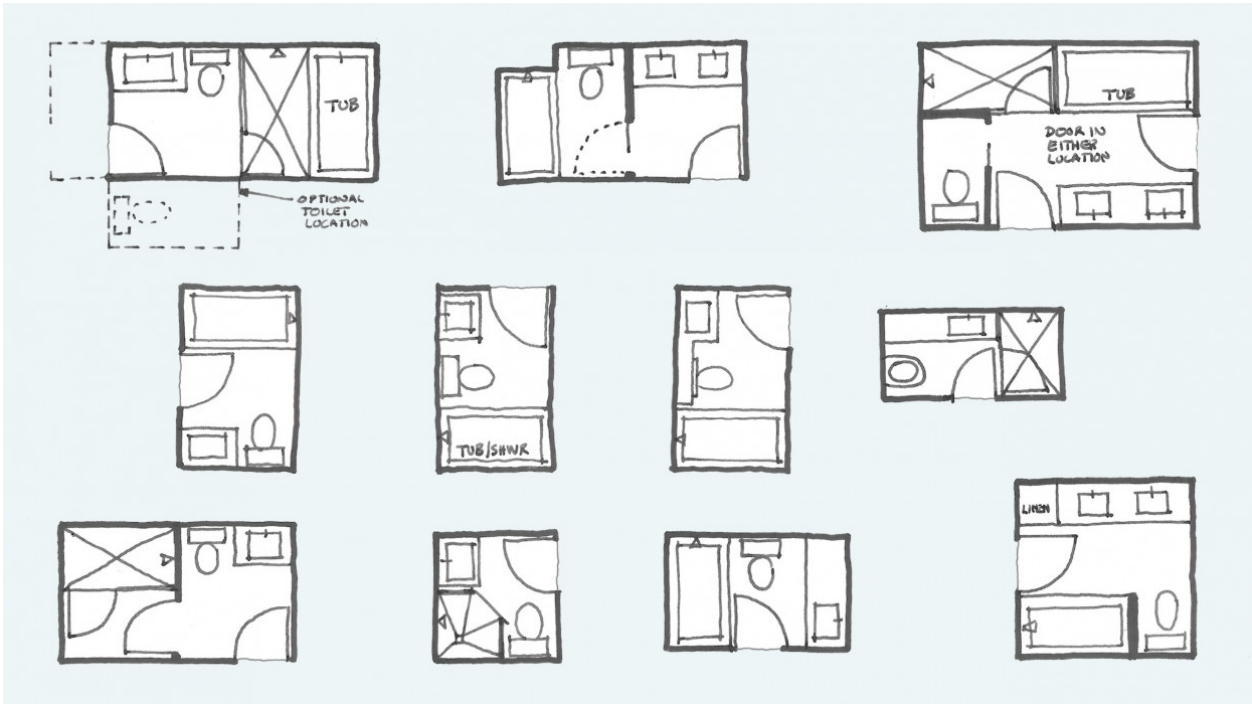 TUB
OPTIONAL
TOILET
LOCATION
TUB
DOOR IN
EITHER
LOCATION
TUB/SHWR
LINEN